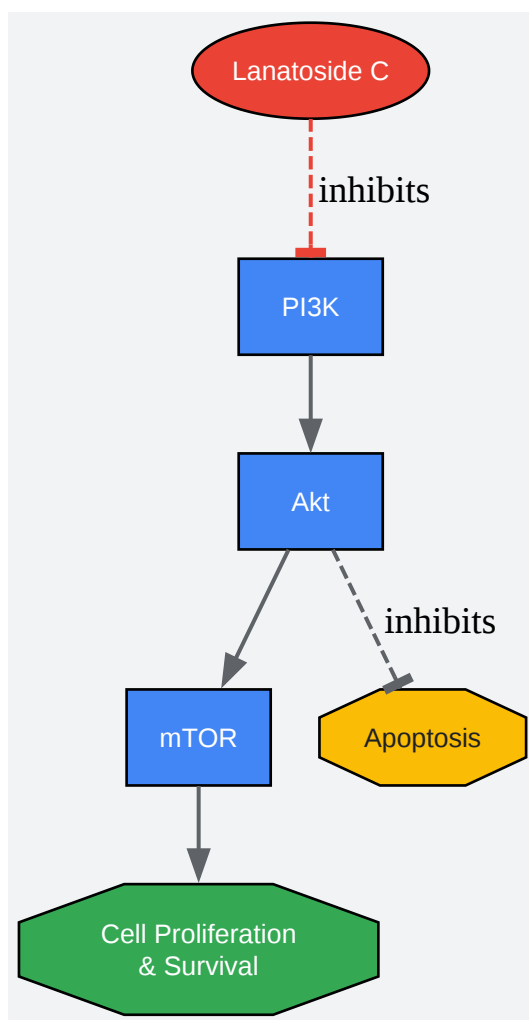 Lanatoside C
inhibits
PI3K
Akt
inhibits
mTOR
Apoptosis
Cell Proliferation
& Survival